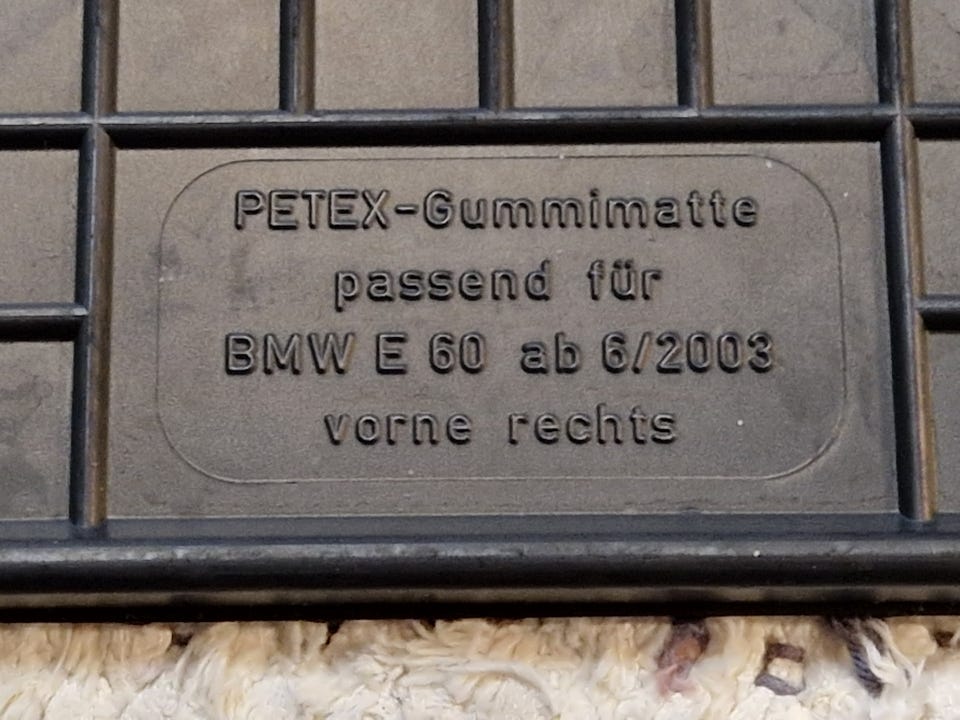 PETEX-Gummimatte
passend für
BMW E 60 ab 6/2003
vorne rechts